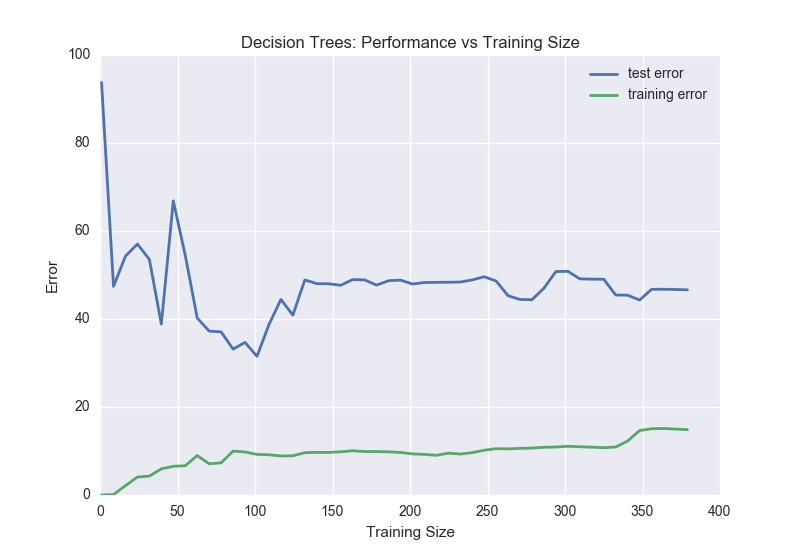 Decision Trees: Performance vs Training Size
100
80
60
40
20
0
Error
test error
training error
0 50 100 150 200 250 300 350 400
Training Size